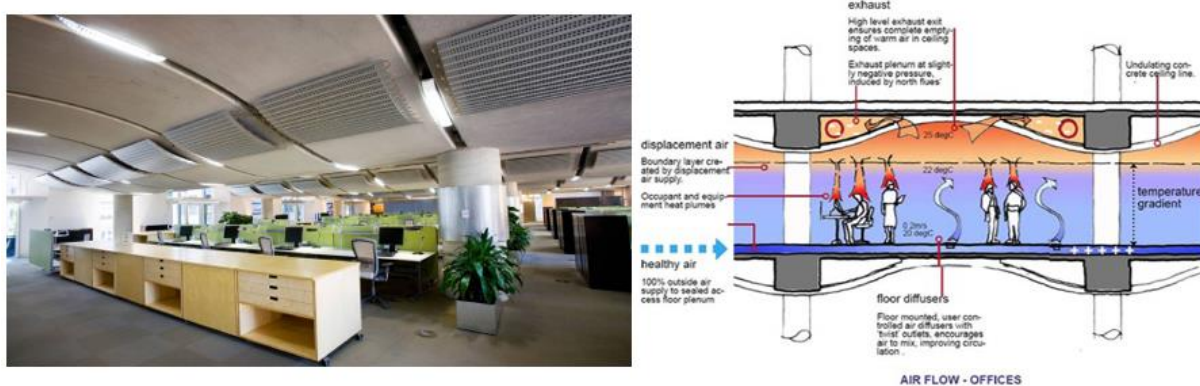 exhaust
High level exhaust exit
ensures complete empty-
ing of warm air in ceiling
spaces.
Exhaust plenum at slight-
ly negative pressure,
induced by north flues'
Undulating con-
crete ceiling line.
displacement air
Boundary layer cre-
ated by displacement
air supply.
Occupant and equip-
ment heat plumes
25 degC
22 degC
0.2m/s
20 degC
temperature
gradient
healthy air
100% outside air
supply to sealed ac-
cess floor plenum
floor diffusers
Floor mounted, user con-
trolled air diffusers with
'twist' outlets, encourages
air to mix, improving circu-
lation .
AIR FLOW - OFFICES